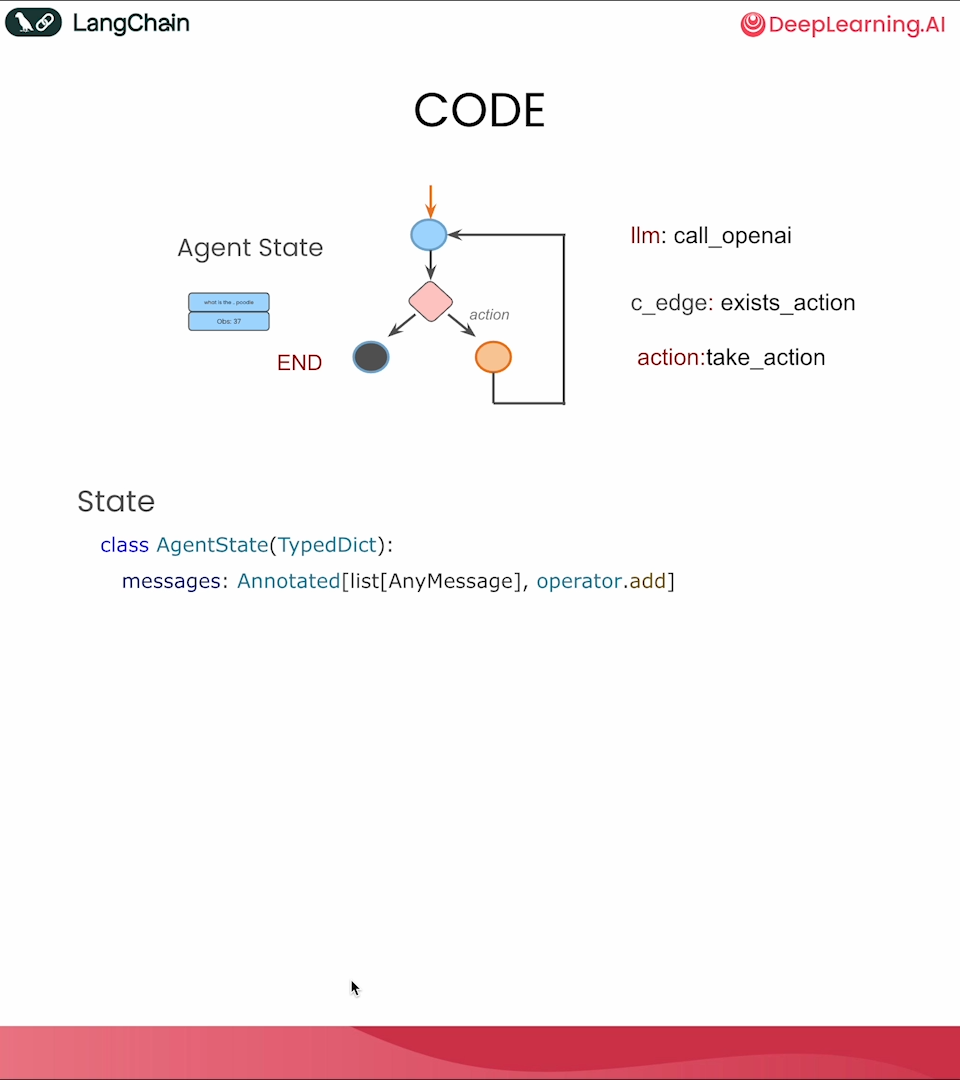 LangChain
DeepLearning.AI
CODE
Agent State
llm: call_openai
what is the .. poodle
Obs: 37
c_edge: exists_action
action
END
action:take_action
State
class AgentState(TypedDict):
messages: Annotated[list[AnyMessage], operator.add]